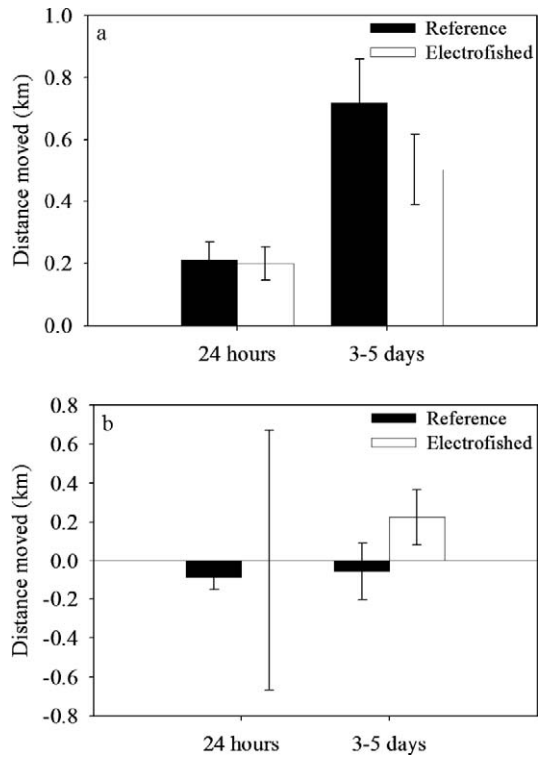 a
Reference
Electrofished
1.0
0.8
0.6
0.4
0.2
0.0
Distance moved (km)
24 hours
3-5 days
b
Reference
Electrofished
0.8
0.6
0.4
0.2
0.0
-0.2
-0.4
-0.6
-0.8
Distance moved (km)
24 hours
3-5 days